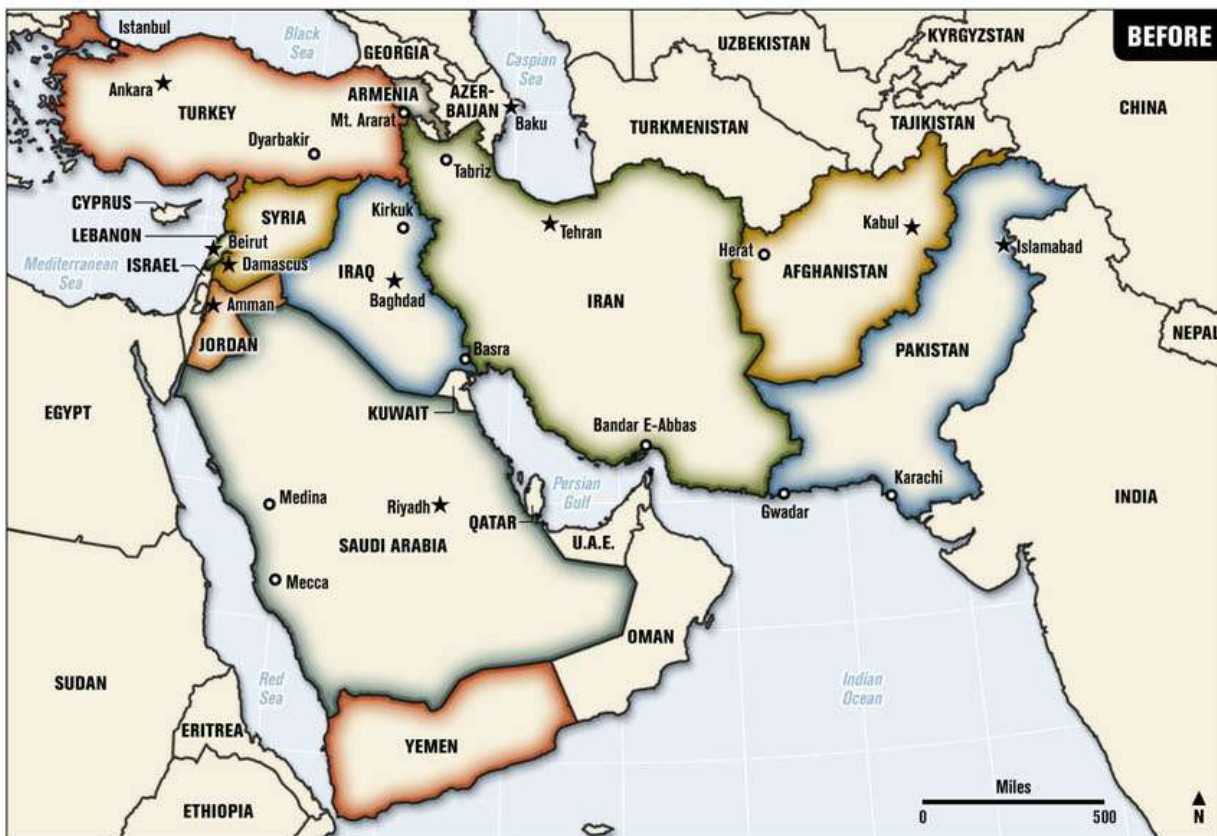 BEFORE
Istanbul
Black
Sea
GEORGIA
Caspian
Sea
UZBEKISTAN
KYRGYZSTAN
Ankara
TURKEY
ARMENIA
AZER-
BAIJAN
Mt. Ararat
Baku
TURKMENISTAN
TAJIKISTAN
CHINA
Dyarbakir
Tabriz
CYPRUS
SYRIA
Kirkuk
Tehran
Herat
Kabul
Islamabad
LEBANON
Beirut
Mediterranean
Sea
ISRAEL
Damascus
IRAQ
Baghdad
AFGHANISTAN
IRAN
Amman
JORDAN
Basra
PAKISTAN
NEPAL
EGYPT
KUWAIT
Bandar E-Abbas
Medina
Riyadh
QATAR
Persian
Gulf
Gwadar
Karachi
INDIA
SAUDI ARABIA
U.A.E.
Mecca
OMAN
SUDAN
Red
Sea
Indian
Ocean
ERITREA
YEMEN
ETHIOPIA
Miles
0
500
N